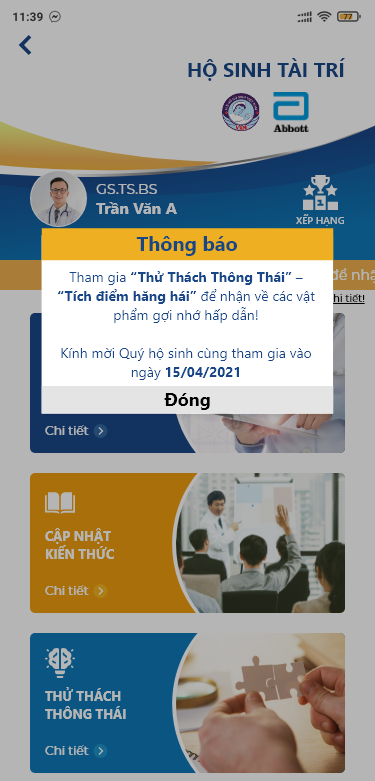 11:39
77
HỘ SINH TÀI TRÍ
Abbott
GS.TS.BS
Trần Văn A
XẾP HẠNG
Thông báo
để nhậ
Tham gia “Thử Thách Thông Thái” –
“Tích điểm hăng hái” để nhận về các vật
phẩm gợi nhớ hấp dẫn!
hi tiết!
Kính mời Quý hộ sinh cùng tham gia vào
ngày 15/04/2021
Đóng
Chi tiết
CẬP NHẬT
KIẾN THỨC
Chi tiết
THỬ THÁCH
THÔNG THÁI
Chi tiết